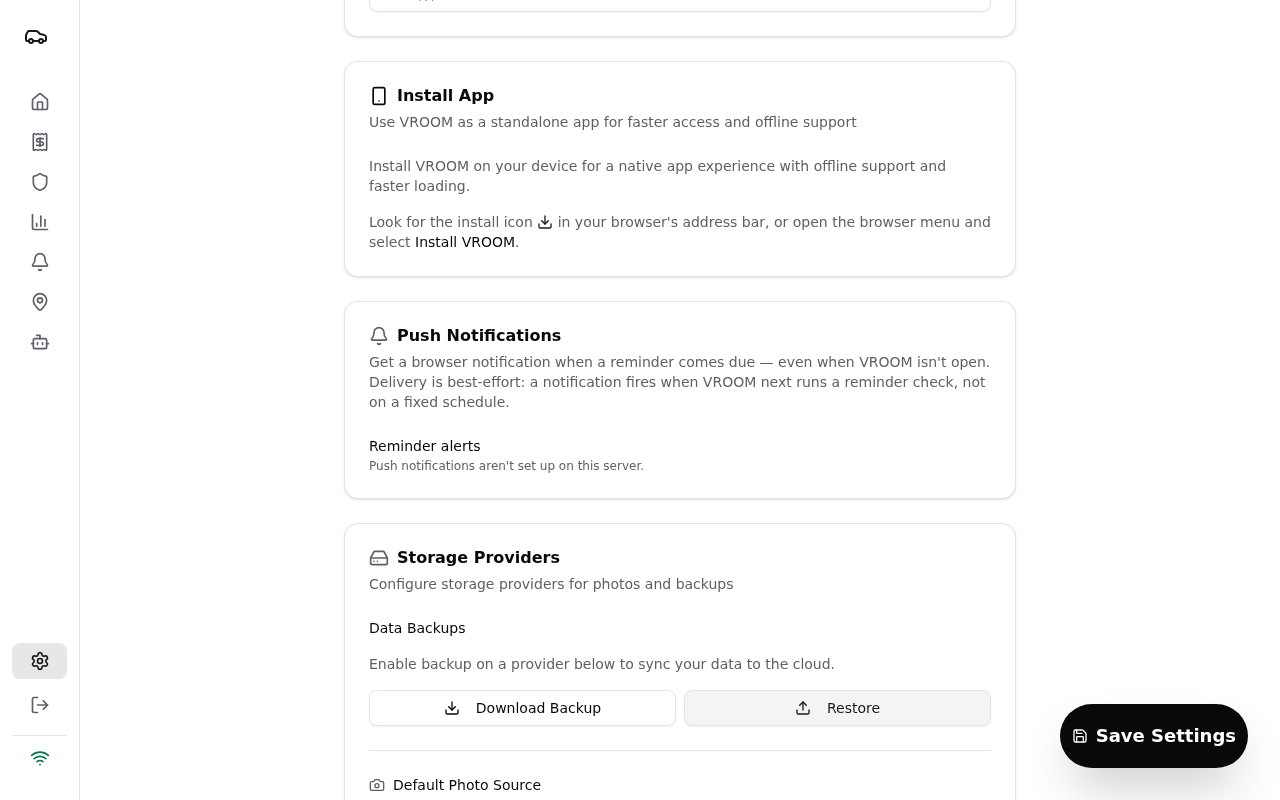 Install App
Use VROOM as a standalone app for faster access and offline support
Install VROOM on your device for a native app experience with offline support and
faster loading.
Look for the install icon in your browser's address bar, or open the browser menu and
select Install VROOM.
Push Notifications
Get a browser notification when a reminder comes due — even when VROOM isn't open.
Delivery is best-effort: a notification fires when VROOM next runs a reminder check, not
on a fixed schedule.
Reminder alerts
Push notifications aren't set up on this server.
Storage Providers
Configure storage providers for photos and backups
Data Backups
Enable backup on a provider below to sync your data to the cloud.
Download Backup
Restore
Save Settings
Default Photo Source